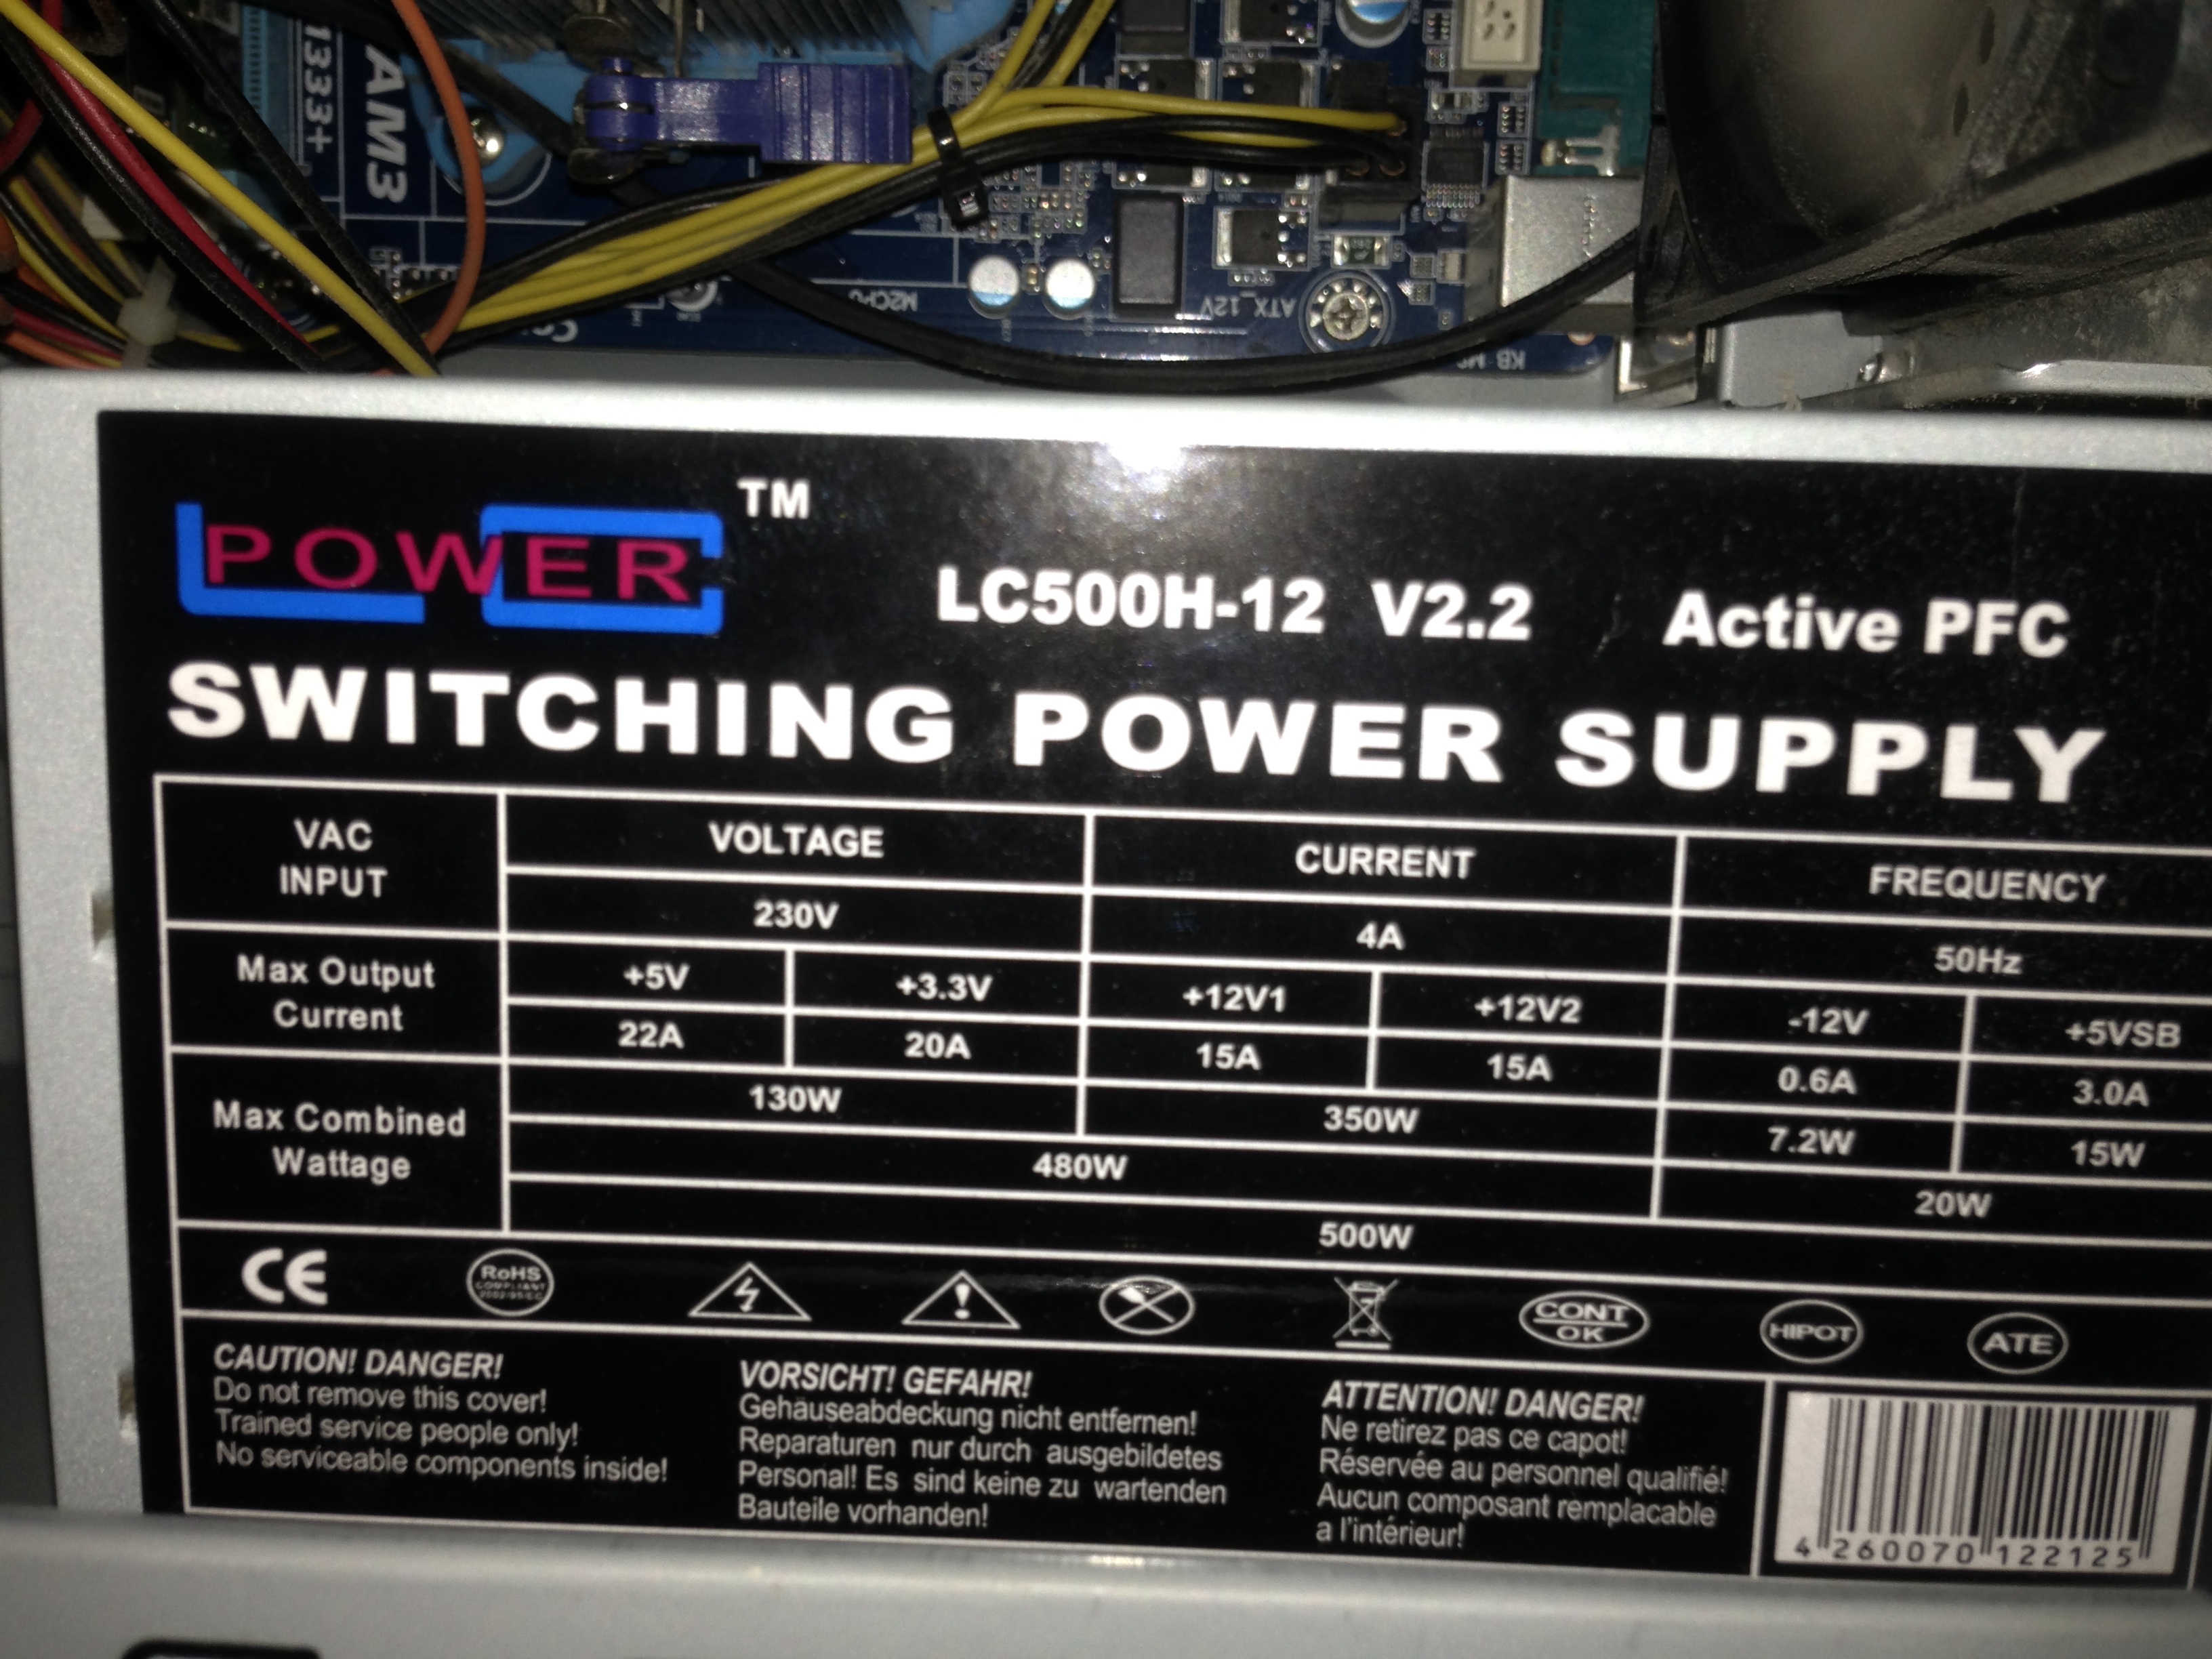 1333+
AM3
M2CPU
ATX_12V
POWER
TM
LC500H-12 V2.2 Active PFC
SWITCHING POWER SUPPLY
VAC
INPUT
VOLTAGE
CURRENT
FREQUENCY
230V
4A
50Hz
Max Output
Current
+5V
+3.3V
+12V1
+12V2
-12V
+5VSB
22A
20A
15A
15A
0.6A
3.0A
Max Combined
Wattage
130W
350W
7.2W
15W
480W
20W
500W
CE
RoHS
COMPLIANT
2002/95/EC
CONT
OK
HIPOT
ATE
CAUTION! DANGER!
Do not remove this cover!
Trained service people only!
No serviceable components inside!
VORSICHT! GEFAHR!
Gehäuseabdeckung nicht entfernen!
Reparaturen nur durch ausgebildetes
Personal! Es sind keine zu wartenden
Bauteile vorhanden!
ATTENTION! DANGER!
Ne retirez pas ce capot!
Réservée au personnel qualifié!
Aucun composant remplacable
a l'intérieur!
4 260070 122125